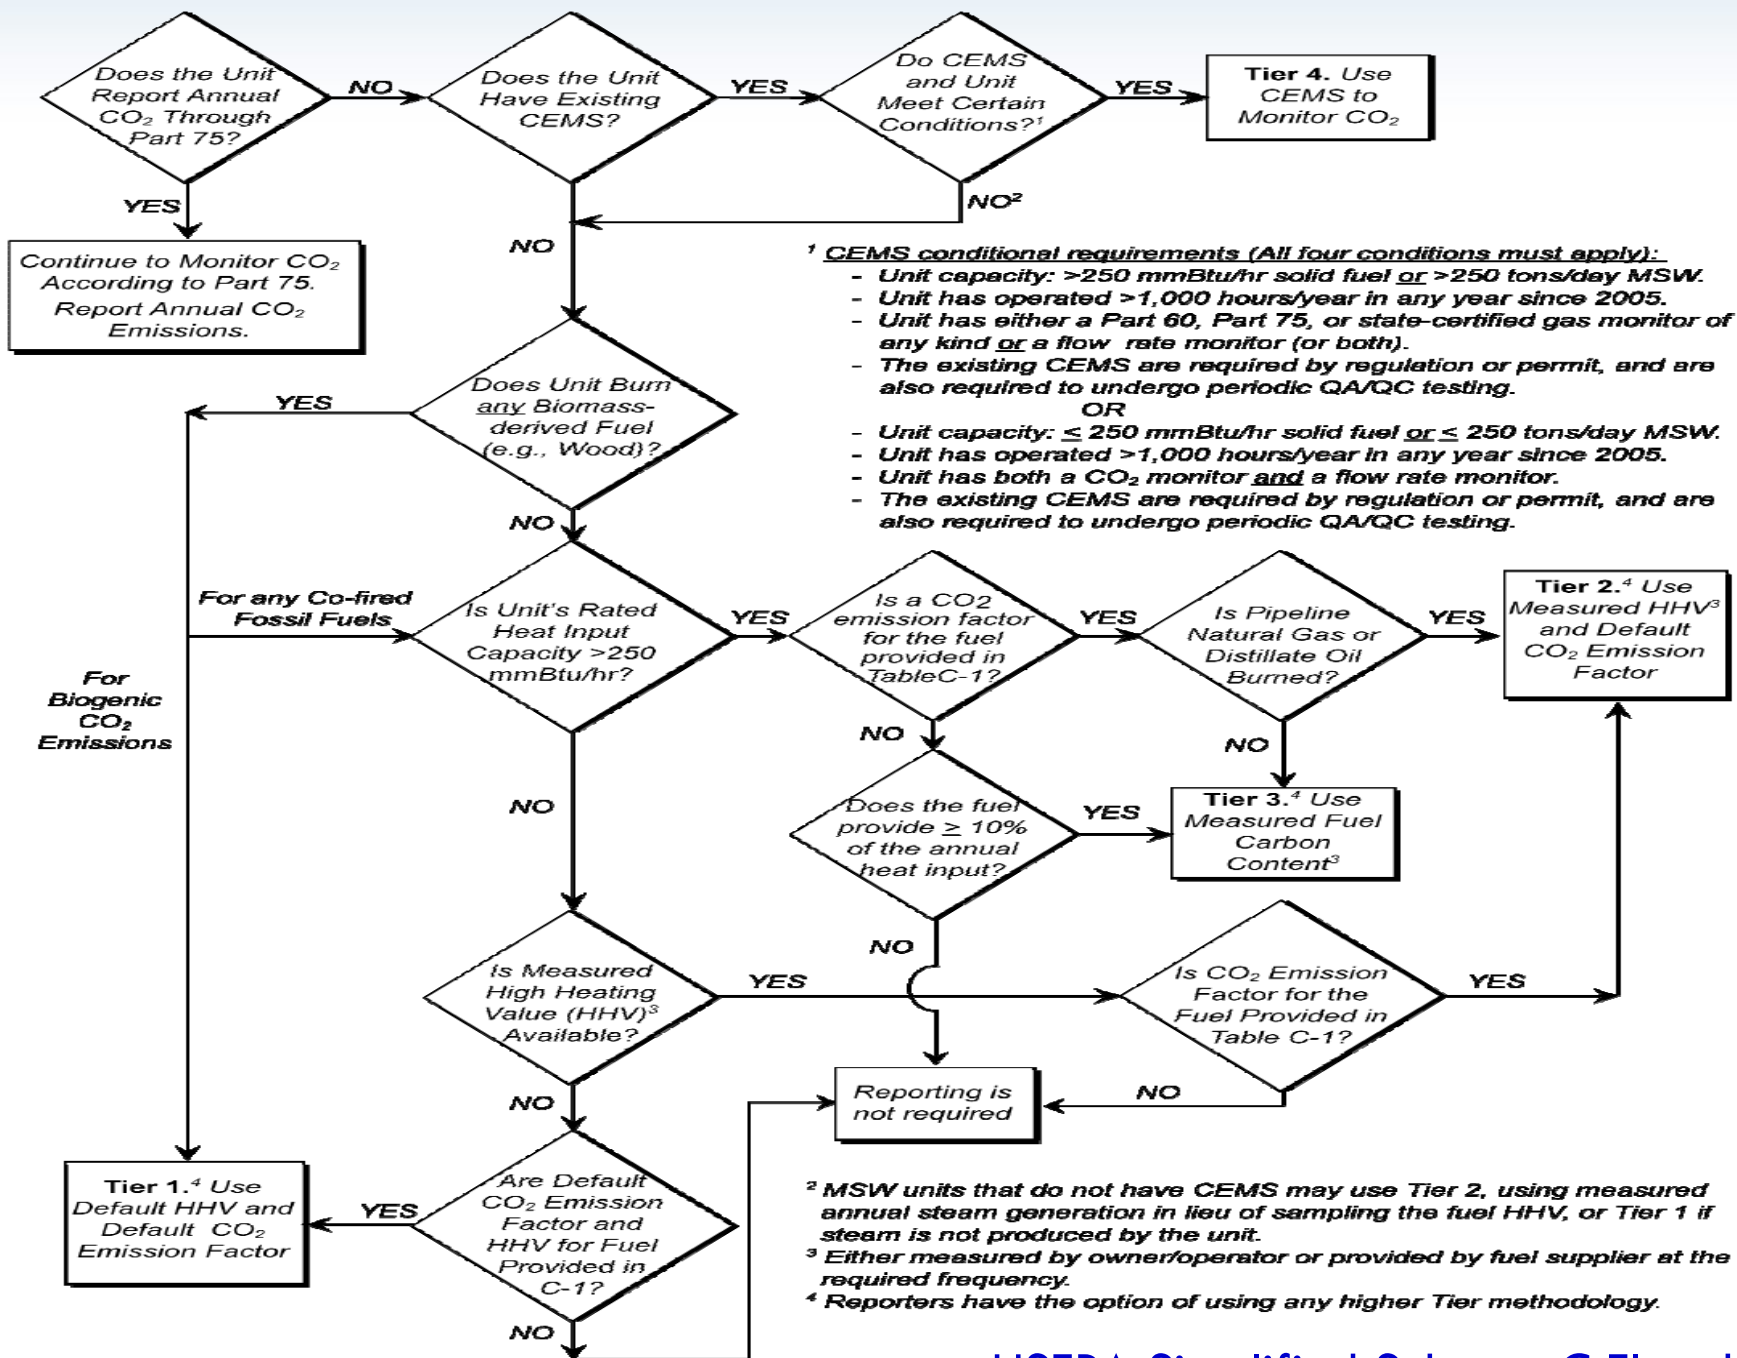 Does the Unit
Report Annual
CO₂ Through
Part 75?
NO
Does the Unit
Have Existing
CEMS?
YES
Do CEMS
and Unit
Meet Certain
Conditions?¹
YES
Tier 4. Use
CEMS to
Monitor CO₂
YES
NO
NO²
Continue to Monitor CO₂
According to Part 75.
Report Annual CO₂
Emissions.
¹ CEMS conditional requirements (All four conditions must apply):
- Unit capacity: >250 mmBtu/hr solid fuel or >250 tons/day MSW.
- Unit has operated >1,000 hours/year in any year since 2005.
- Unit has either a Part 60, Part 75, or state-certified gas monitor of
any kind or a flow rate monitor (or both).
- The existing CEMS are required by regulation or permit, and are
also required to undergo periodic QA/QC testing.
OR
- Unit capacity: ≤ 250 mmBtu/hr solid fuel or ≤ 250 tons/day MSW.
- Unit has operated >1,000 hours/year in any year since 2005.
- Unit has both a CO₂ monitor and a flow rate monitor.
- The existing CEMS are required by regulation or permit, and are
also required to undergo periodic QA/QC testing.
Does Unit Burn
any Biomass-
derived Fuel
(e.g., Wood)?
YES
NO
For any Co-fired
Fossil Fuels
For
Biogenic
CO₂
Emissions
Is Unit's Rated
Heat Input
Capacity >250
mmBtu/hr?
YES
Is a CO2
emission factor
for the fuel
provided in
TableC-1?
YES
Is Pipeline
Natural Gas or
Distillate Oil
Burned?
YES
Tier 2.⁴ Use
Measured HHV³
and Default
CO₂ Emission
Factor
NO
NO
NO
Does the fuel
provide ≥ 10%
of the annual
heat input?
YES
Tier 3.⁴ Use
Measured Fuel
Carbon
Content³
NO
Is Measured
High Heating
Value (HHV)³
Available?
YES
Is CO₂ Emission
Factor for the
Fuel Provided in
Table C-1?
YES
NO
Reporting is
not required
NO
Tier 1.⁴ Use
Default HHV and
Default CO₂
Emission Factor
YES
Are Default
CO₂ Emission
Factor and
HHV for Fuel
Provided in
C-1?
NO
² MSW units that do not have CEMS may use Tier 2, using measured
annual steam generation in lieu of sampling the fuel HHV, or Tier 1 if
steam is not produced by the unit.
³ Either measured by owner/operator or provided by fuel supplier at the
required frequency.
⁴ Reporters have the option of using any higher Tier methodology.